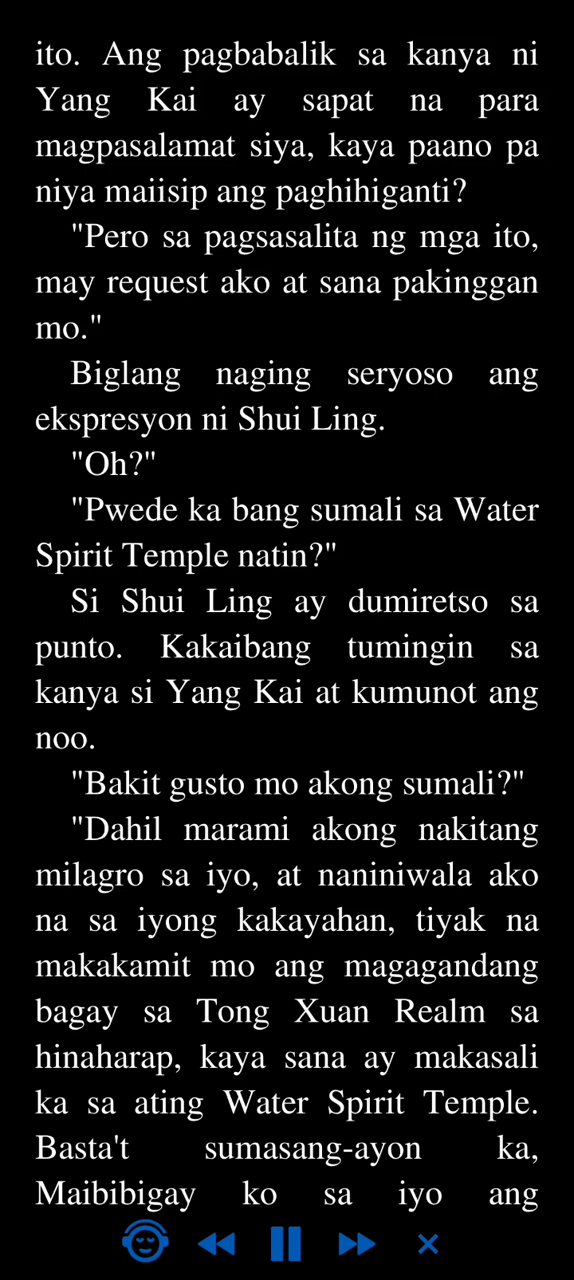 ito. Ang pagbabalik sa kanya ni
Yang Kai ay sapat na para
magpasalamat siya, kaya paano pa
niya maiisip ang paghihiganti?
"Pero sa pagsasalita ng mga ito,
may request ako at sana pakinggan
mo."
Biglang naging seryoso ang
ekspresyon ni Shui Ling.
"Oh?"
"Pwede ka bang sumali sa Water
Spirit Temple natin?"
Si Shui Ling ay dumiretso sa
punto. Kakaibang tumingin sa
kanya si Yang Kai at kumunot ang
noo.
"Bakit gusto mo akong sumali?"
"Dahil marami akong nakitang
milagro sa iyo, at naniniwala ako
na sa iyong kakayahan, tiyak na
makakamit mo ang magagandang
bagay sa Tong Xuan Realm sa
hinaharap, kaya sana ay makasali
ka sa ating Water Spirit Temple.
Basta't sumasang-ayon ka,
Maibibigay ko sa iyo ang